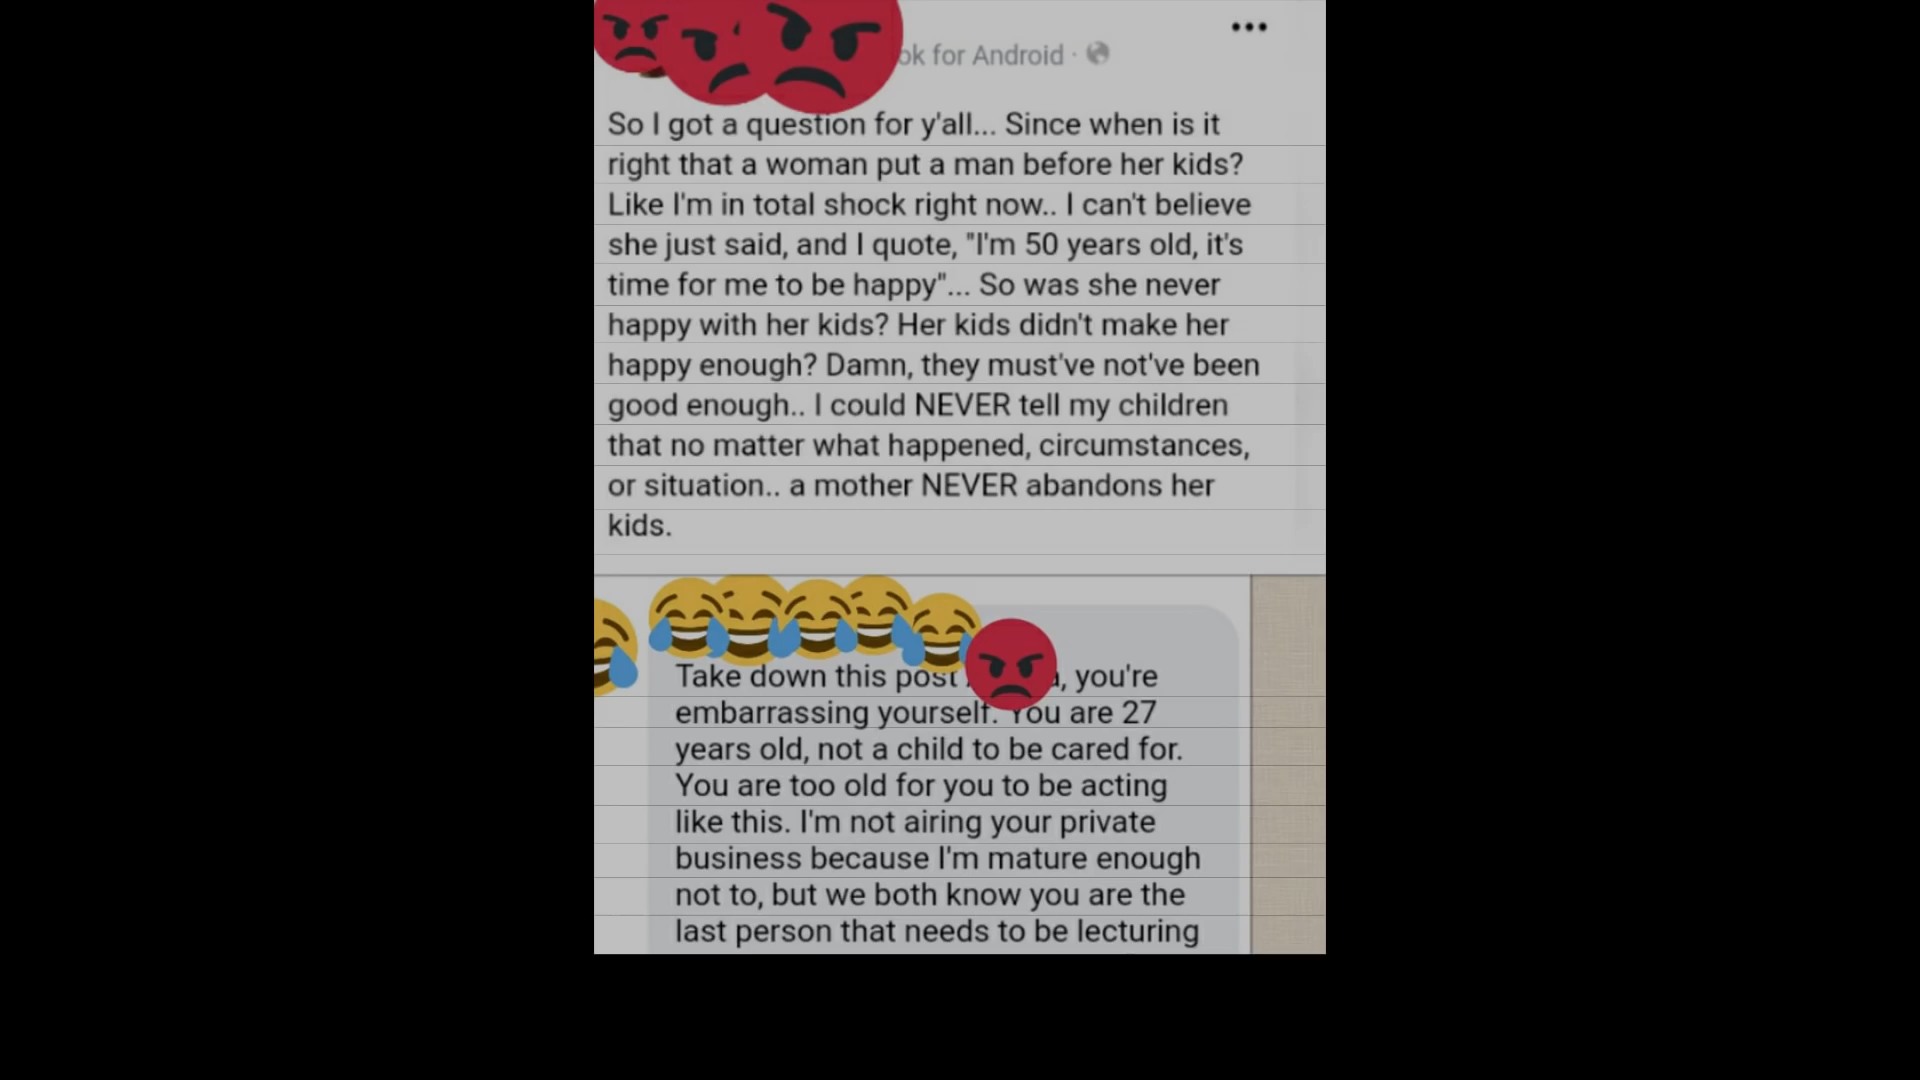 ok for Android ·
So I got a question for y'all... Since when is it
right that a woman put a man before her kids?
Like I'm in total shock right now.. I can't believe
she just said, and I quote, "I'm 50 years old, it's
time for me to be happy"... So was she never
happy with her kids? Her kids didn't make her
happy enough? Damn, they must've not've been
good enough.. I could NEVER tell my children
that no matter what happened, circumstances,
or situation.. a mother NEVER abandons her
kids.
Take down this post a, you're
embarrassing yourself. You are 27
years old, not a child to be cared for.
You are too old for you to be acting
like this. I'm not airing your private
business because I'm mature enough
not to, but we both know you are the
last person that needs to be lecturing